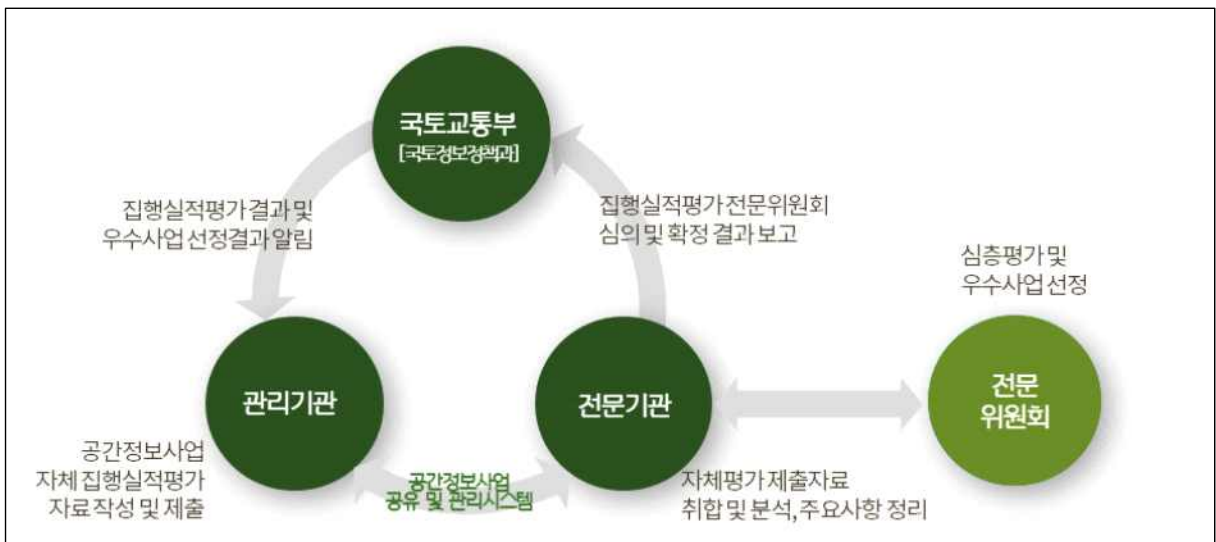 국토교통부
[국토정보정책과]
집행실적평가 결과 및
우수사업 선정결과 알림
집행실적평가 전문위원회
심의 및 확정 결과 보고
심층평가 및
우수사업 선정
관리기관
전문기관
전문
위원회
공간정보사업
자체 집행실적평가
자료 작성 및 제출
공간정보사업
공유 및 관리시스템
자체평가 제출자료
취합 및 분석, 주요사항 정리